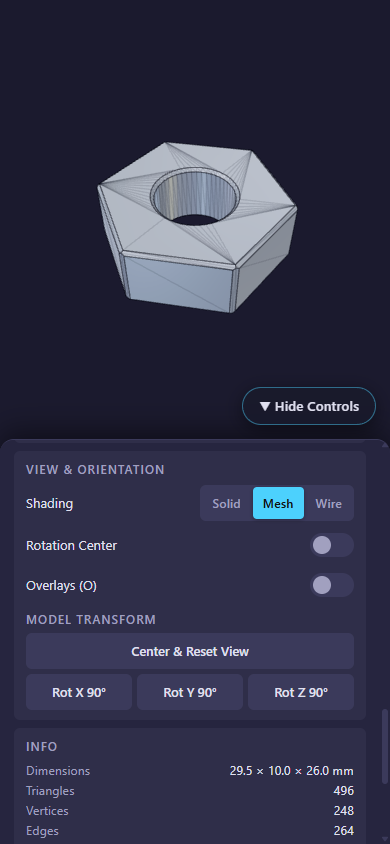 ▼ Hide Controls
VIEW & ORIENTATION
Shading Solid Mesh Wire
Rotation Center
Overlays (O)
MODEL TRANSFORM
Center & Reset View
Rot X 90° Rot Y 90° Rot Z 90°
INFO
Dimensions 29.5 × 10.0 × 26.0 mm
Triangles 496
Vertices 248
Edges 264